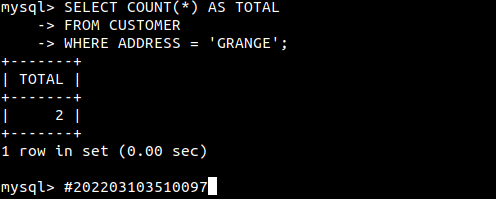 mysql> SELECT COUNT(*) AS TOTAL
    -> FROM CUSTOMER
    -> WHERE ADDRESS = 'GRANGE';
+-------+
| TOTAL |
+-------+
|     2 |
+-------+
1 row in set (0.00 sec)
mysql> #202203103510097